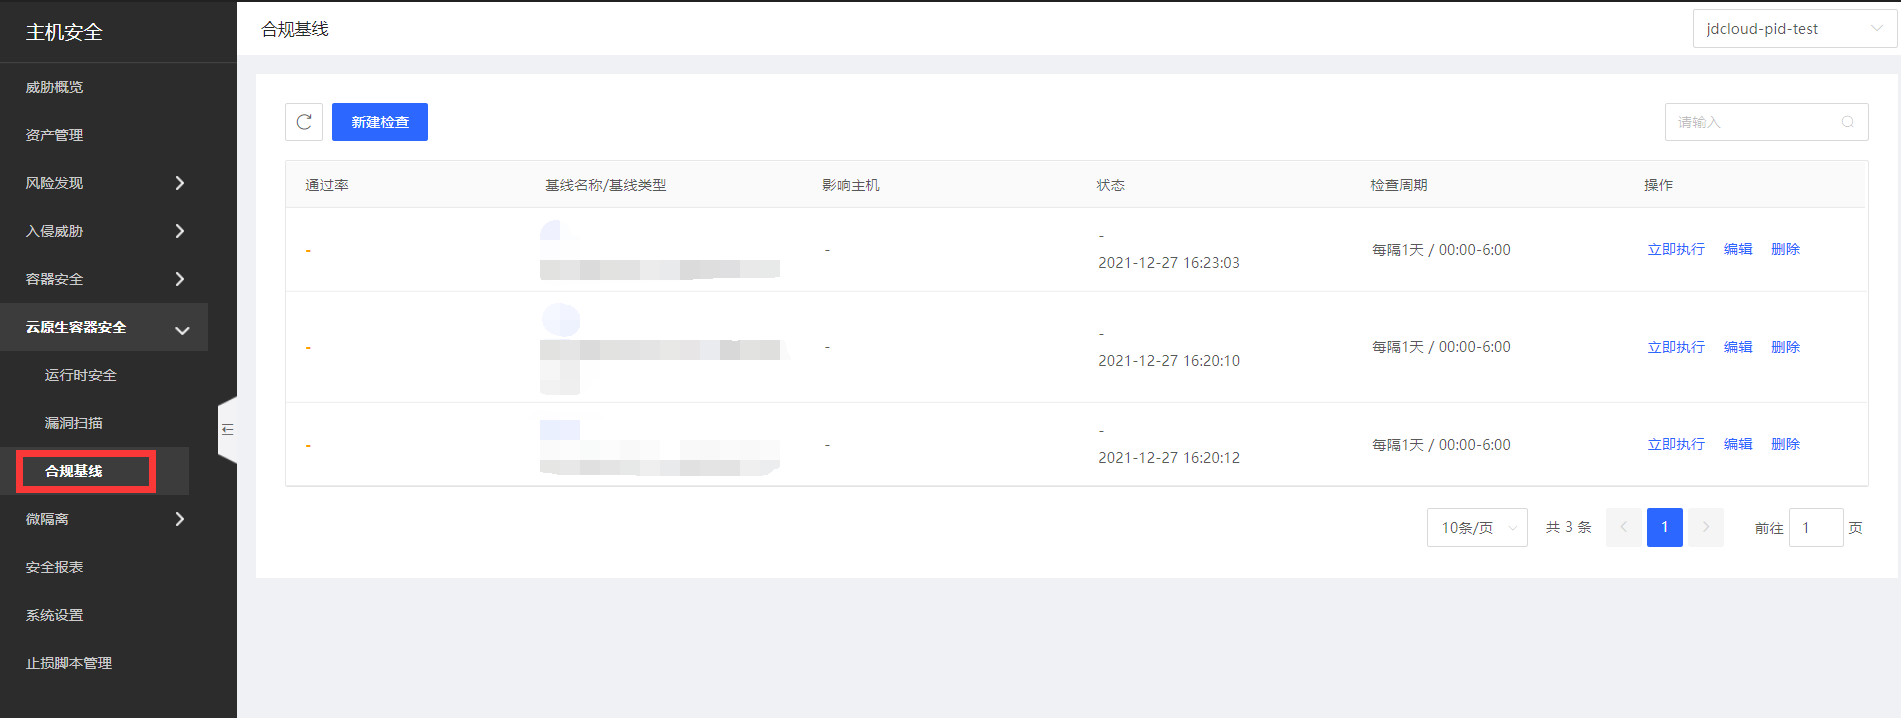 主机安全
威胁概览
资产管理
风险发现
入侵威胁
容器安全
云原生容器安全
运行时安全
漏洞扫描
合规基线
微隔离
安全报表
系统设置
止损脚本管理
合规基线
jdcloud-pid-test
新建检查
请输入
通过率 基线名称/基线类型 影响主机 状态 检查周期 操作
- - -
2021-12-27 16:23:03 每隔1天 / 00:00-6:00 立即执行 编辑 删除
- - -
2021-12-27 16:20:10 每隔1天 / 00:00-6:00 立即执行 编辑 删除
- - -
2021-12-27 16:20:12 每隔1天 / 00:00-6:00 立即执行 编辑 删除
10条/页 共 3 条 1 前往 1 页